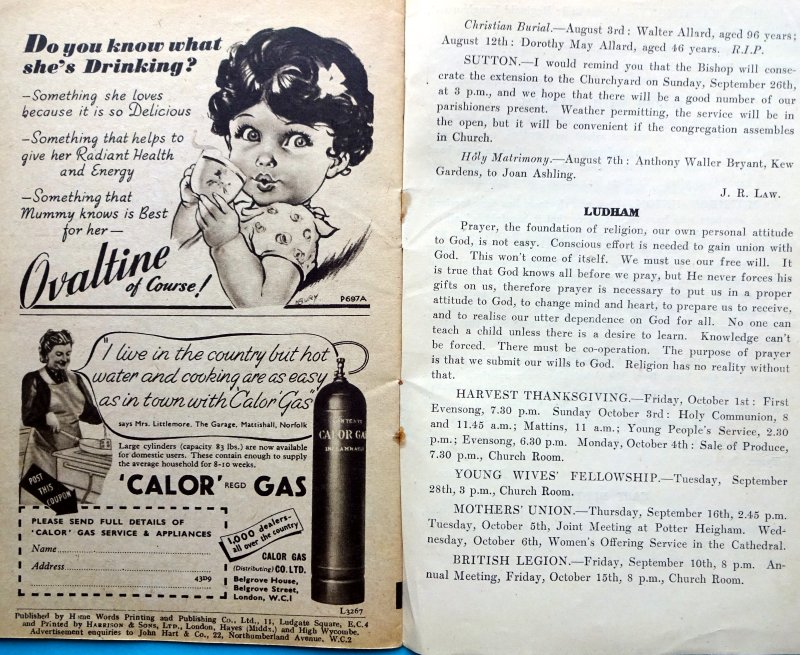 Do you know what
she's Drinking?
—Something she loves
because it is so Delicious
—Something that helps to
give her Radiant Health
and Energy
—Something that
Mummy knows is Best
for her—
Ovaltine
of Course!
P697A
"I live in the country but hot
water and cooking are as easy
as in town with 'Calor' Gas"
says Mrs. Littlemore, The Garage, Mattishall, Norfolk
Large cylinders (capacity 83 lbs.) are now available
for domestic users. These contain enough to supply
the average household for 8-10 weeks.
CONTENTS
CALOR GAS
INFLAMMABLE
POST
THIS
COUPON
'CALOR' REGD GAS
PLEASE SEND FULL DETAILS OF
'CALOR' GAS SERVICE & APPLIANCES
Name
Address
43D9
1,000 dealers—
all over the country
CALOR GAS
(Distributing) CO. LTD.
Belgrove House,
Belgrove Street,
London, W.C.1
L3267
Published by Home Words Printing and Publishing Co., Ltd., 11, Ludgate Square, E.C.4
and Printed by HARRISON & SONS, LTD., London, Hayes (Middx.) and High Wycombe.
Advertisement enquiries to John Hart & Co., 22, Northumberland Avenue, W.C.2
Christian Burial.—August 3rd: Walter Allard, aged 96 years;
August 12th: Dorothy May Allard, aged 46 years. R.I.P.
SUTTON.—I would remind you that the Bishop will conse-
crate the extension to the Churchyard on Sunday, September 26th,
at 3 p.m., and we hope that there will be a good number of our
parishioners present. Weather permitting, the service will be in
the open, but it will be convenient if the congregation assembles
in Church.
Holy Matrimony.—August 7th: Anthony Waller Bryant, Kew
Gardens, to Joan Ashling.
J. R. LAW.
LUDHAM
Prayer, the foundation of religion, our own personal attitude
to God, is not easy. Conscious effort is needed to gain union with
God. This won't come of itself. We must use our free will. It
is true that God knows all before we pray, but He never forces his
gifts on us, therefore prayer is necessary to put us in a proper
attitude to God, to change mind and heart, to prepare us to receive,
and to realise our utter dependence on God for all. No one can
teach a child unless there is a desire to learn. Knowledge can't
be forced. There must be co-operation. The purpose of prayer
is that we submit our wills to God. Religion has no reality without
that.
HARVEST THANKSGIVING.—Friday, October 1st: First
Evensong, 7.30 p.m. Sunday October 3rd: Holy Communion, 8
and 11.45 a.m.; Mattins, 11 a.m.; Young People's Service, 2.30
p.m.; Evensong, 6.30 p.m. Monday, October 4th: Sale of Produce,
7.30 p.m., Church Room.
YOUNG WIVES' FELLOWSHIP.—Tuesday, September
28th, 3 p.m., Church Room.
MOTHERS' UNION.—Thursday, September 16th, 2.45 p.m.
Tuesday, October 5th, Joint Meeting at Potter Heigham. Wed-
nesday, October 6th, Women's Offering Service in the Cathedral.
BRITISH LEGION.—Friday, September 10th, 8 p.m. An-
nual Meeting, Friday, October 15th, 8 p.m., Church Room.